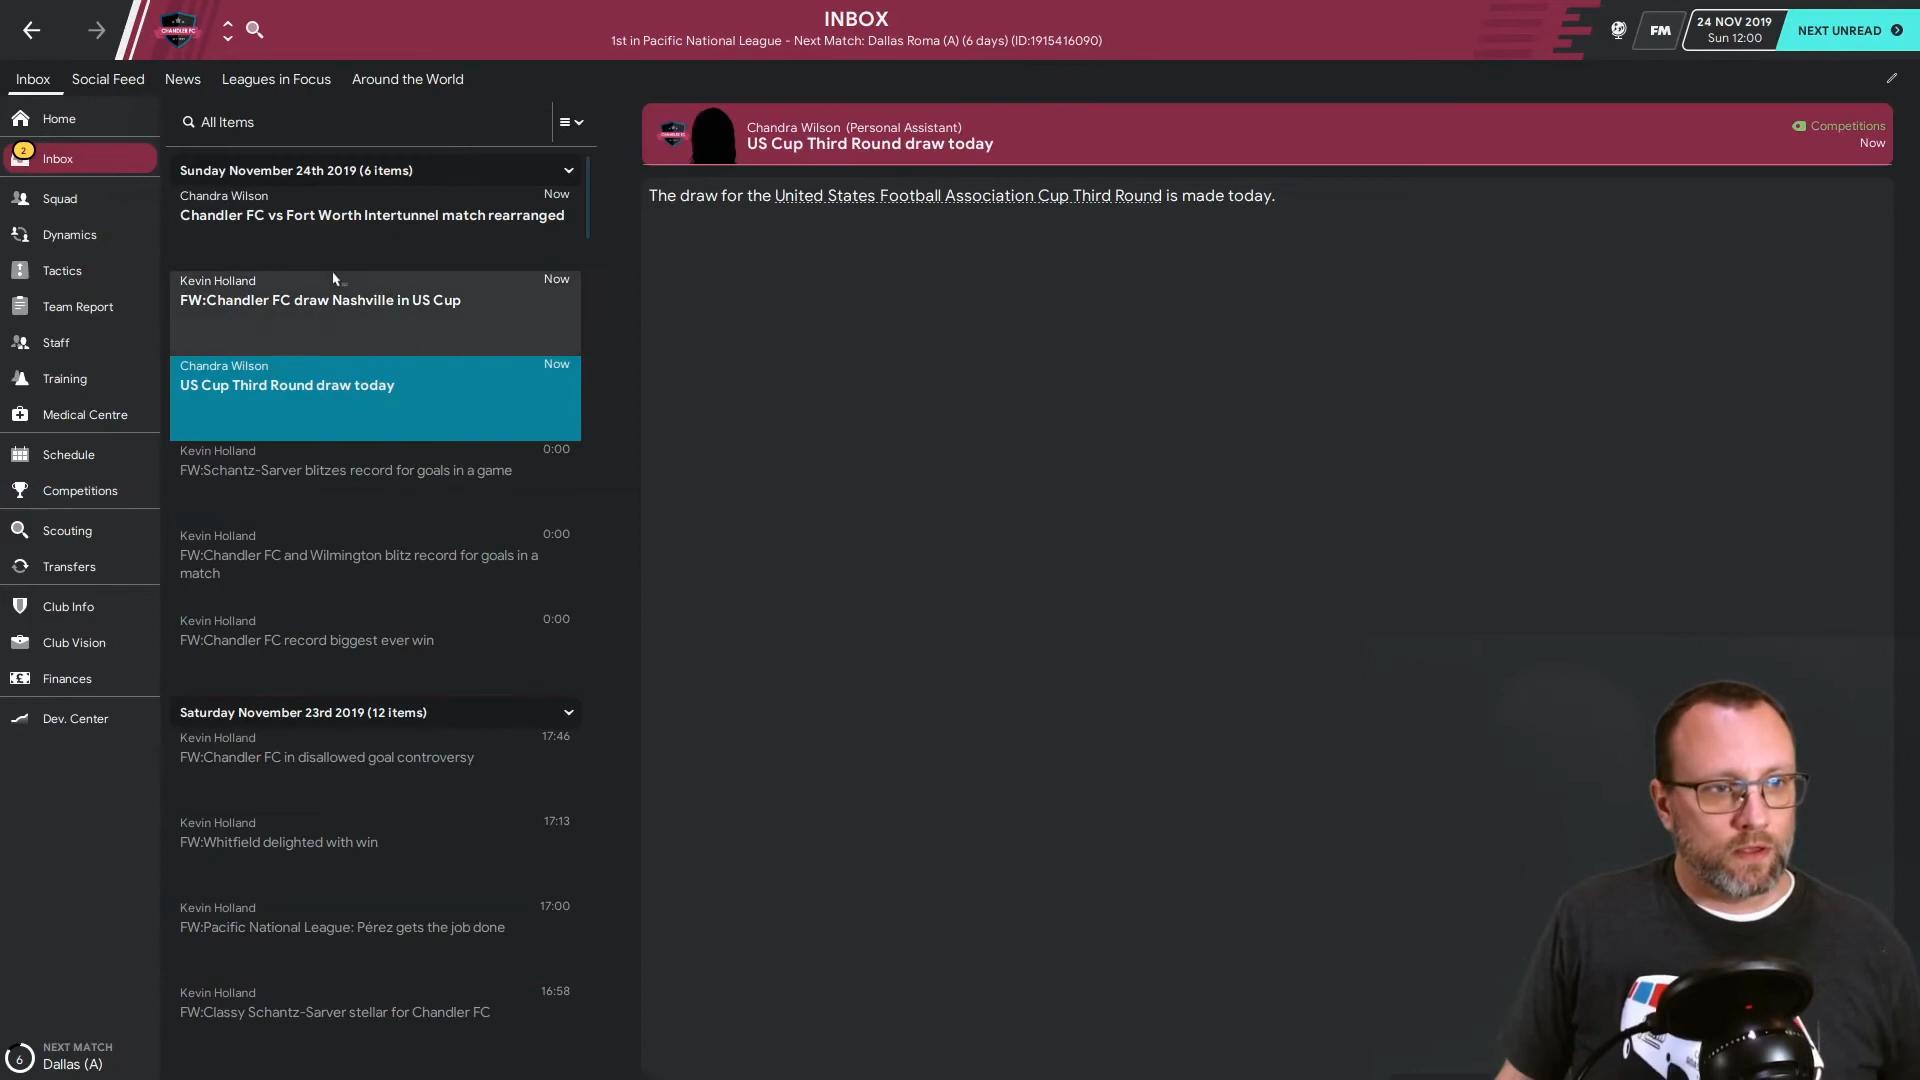 INBOX
1st in Pacific National League - Next Match: Dallas Roma (A) (6 days) (ID:1915416090)
CHANDLER FC
FM
24 NOV 2019
Sun 12:00
NEXT UNREAD
Inbox
Social Feed
News
Leagues in Focus
Around the World
Home
2
Inbox
Squad
Dynamics
Tactics
Team Report
Staff
Training
Medical Centre
Schedule
Competitions
Scouting
Transfers
Club Info
Club Vision
Finances
Dev. Center
6
NEXT MATCH
Dallas (A)
All Items
Sunday November 24th 2019 (6 items)
Chandra Wilson
Now
Chandler FC vs Fort Worth Intertunnel match rearranged
Kevin Holland
Now
FW:Chandler FC draw Nashville in US Cup
Chandra Wilson
Now
US Cup Third Round draw today
Kevin Holland
0:00
FW:Schantz-Sarver blitzes record for goals in a game
Kevin Holland
0:00
FW:Chandler FC and Wilmington blitz record for goals in a
match
Kevin Holland
0:00
FW:Chandler FC record biggest ever win
Saturday November 23rd 2019 (12 items)
Kevin Holland
17:46
FW:Chandler FC in disallowed goal controversy
Kevin Holland
17:13
FW:Whitfield delighted with win
Kevin Holland
17:00
FW:Pacific National League: Pérez gets the job done
Kevin Holland
16:58
FW:Classy Schantz-Sarver stellar for Chandler FC
Chandra Wilson (Personal Assistant)
US Cup Third Round draw today
Competitions
Now
The draw for the United States Football Association Cup Third Round is made today.